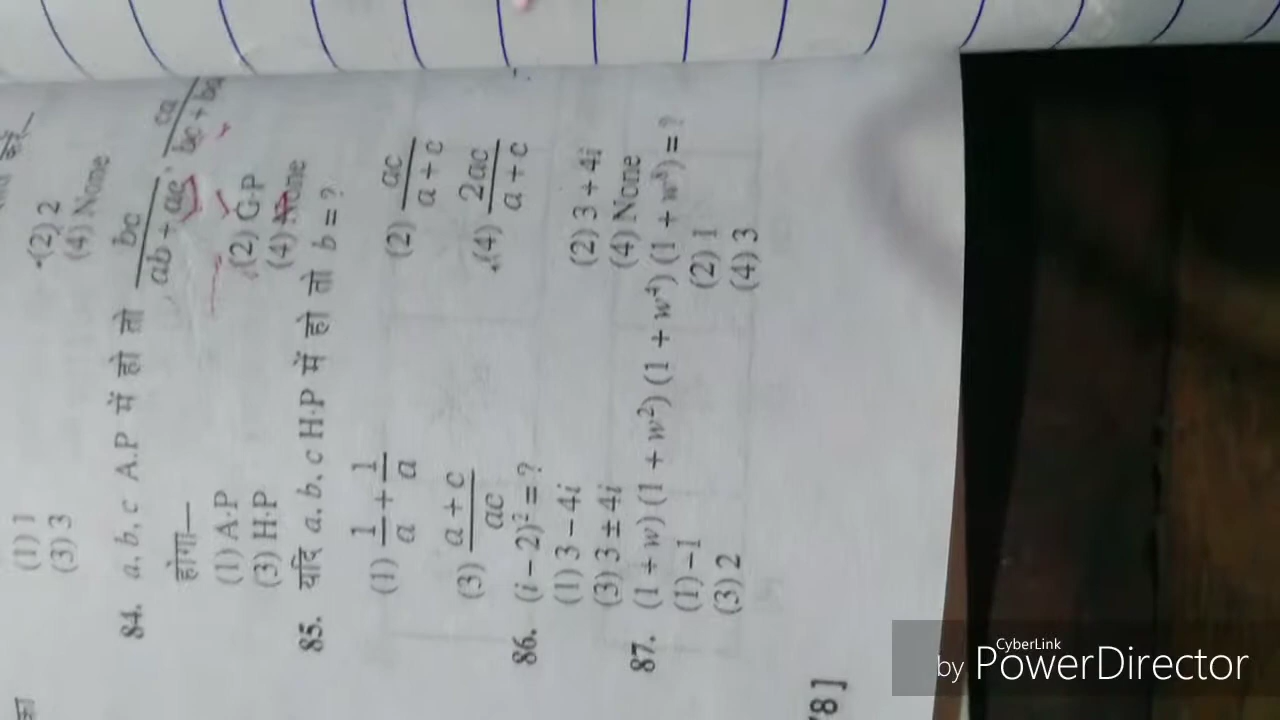 (1) 1 (2) 2
(3) 3 (4) None
84. a, b, c A.P में हो तो bc/(ab + ac), ca/(bc + ba
होगा—
(1) A·P (2) G·P
(3) H·P (4) None
85. यदि a, b, c H·P में हो तो b = ?
(1) 1/a + 1/a (2) ac/(a + c)
(3) (a + c)/ac (4) 2ac/(a + c)
86. (i – 2)² = ?
(1) 3 – 4i (2) 3 + 4i
(3) 3 ± 4i (4) None
87. (1 + w) (1 + w²) (1 + w⁴) (1 + w⁸) = ?
(1) –1 (2) 1
(3) 2 (4) 3
78]
CyberLink
by PowerDirector